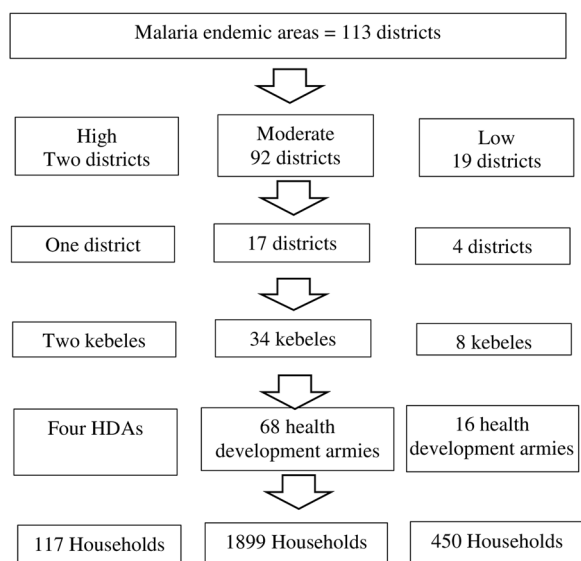 Malaria endemic areas = 113 districts
High
Two districts
Moderate
92 districts
Low
19 districts
One district
17 districts
4 districts
Two kebeles
34 kebeles
8 kebeles
Four HDAs
68 health
development armies
16 health
development armies
117 Households
1899 Households
450 Households